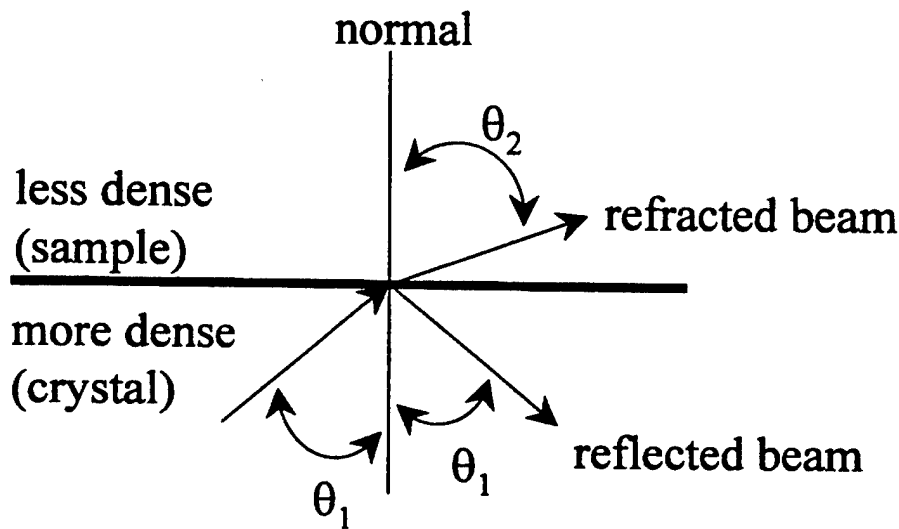 normal
θ₂
less dense
(sample)
refracted beam
more dense
(crystal)
θ₁
θ₁
reflected beam